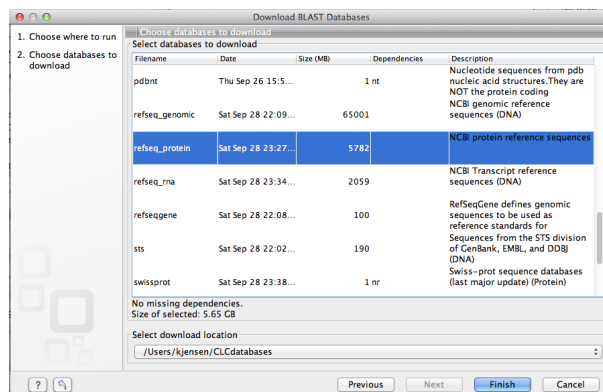 Download BLAST Databases
1. Choose where to run
2. Choose databases to
download
Choose databases to download
Select databases to download
Filename Date Size (MB) Dependencies Description
pdbnt Thu Sep 26 15:5... 1 nt Nucleotide sequences from pdb
nucleic acid structures.They are
NOT the protein coding
refseq_genomic Sat Sep 28 22:09... 65001 NCBI genomic reference
sequences (DNA)
refseq_protein Sat Sep 28 23:27... 5782 NCBI protein reference sequences
refseq_rna Sat Sep 28 23:34... 2059 NCBI Transcript reference
sequences (DNA)
refseqgene Sat Sep 28 22:08... 100 RefSeqGene defines genomic
sequences to be used as
reference standards for
sts Sat Sep 28 22:02... 190 Sequences from the STS division
of GenBank, EMBL, and DDBJ
(DNA)
swissprot Sat Sep 28 23:38... 1 nr Swiss-prot sequence databases
(last major update) (Protein)
No missing dependencies.
Size of selected: 5.65 GB
Select download location
/Users/kjensen/CLCdatabases
? Previous Next Finish Cancel